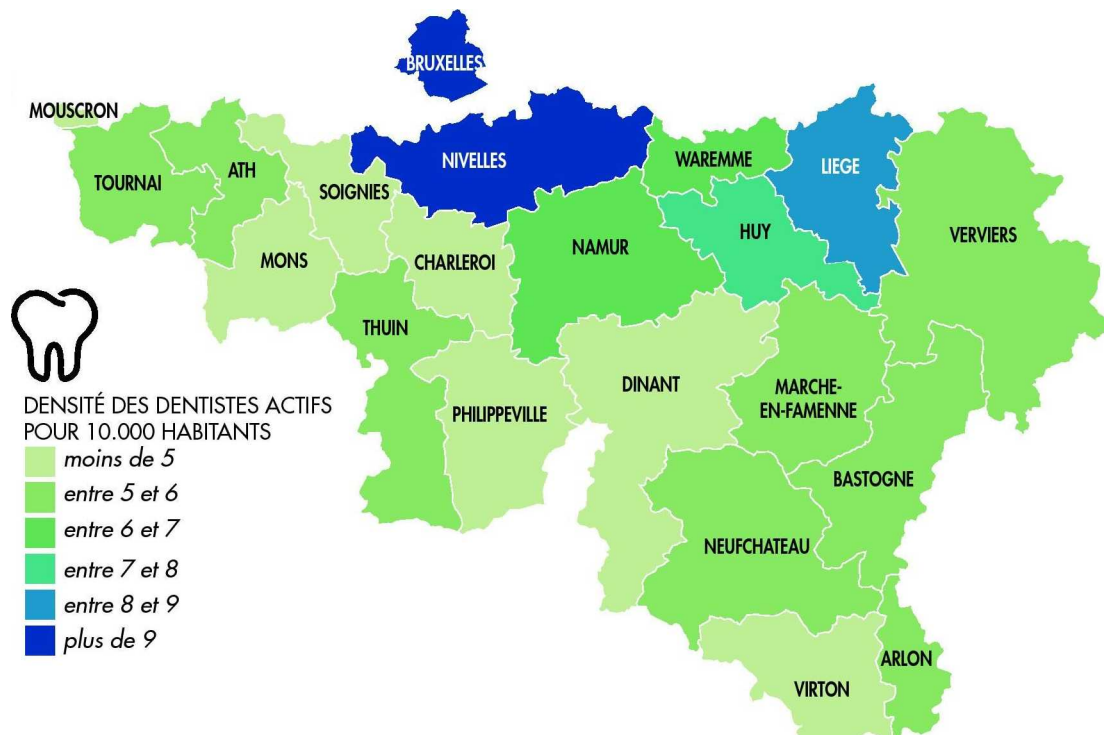 BRUXELLES
MOUSCRON
NIVELLES
WAREMME
LIEGE
ATH
TOURNAI
SOIGNIES
HUY
VERVIERS
NAMUR
MONS
CHARLEROI
THUIN
DINANT
MARCHE-
EN-FAMENNE
PHILIPPEVILLE
BASTOGNE
NEUFCHATEAU
ARLON
VIRTON
DENSITÉ DES DENTISTES ACTIFS
POUR 10.000 HABITANTS
moins de 5
entre 5 et 6
entre 6 et 7
entre 7 et 8
entre 8 et 9
plus de 9